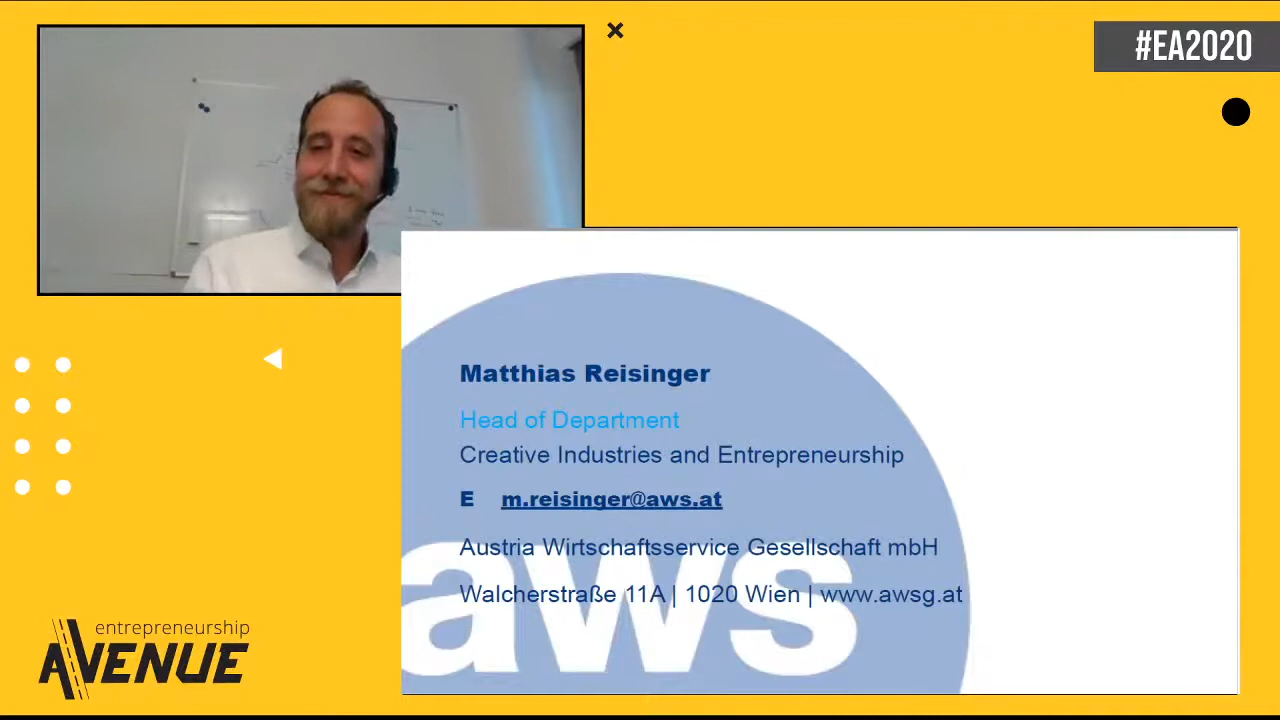 #EA2020
Matthias Reisinger
Head of Department
Creative Industries and Entrepreneurship
E m.reisinger@aws.at
Austria Wirtschaftsservice Gesellschaft mbH
Walcherstraße 11A | 1020 Wien | www.awsg.at
aws
entrepreneurship
AVENUE